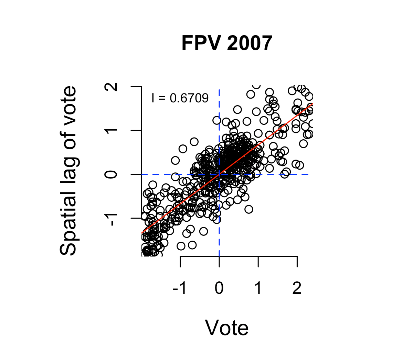 FPV 2007
I = 0.6709
Spatial lag of vote
2
1
0
-1
-1 0 1 2
Vote